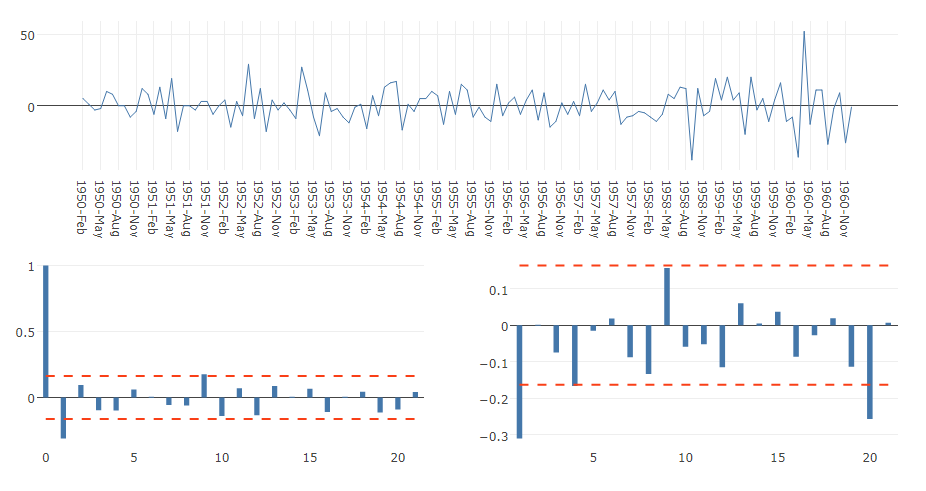 50
0
1950-Feb
1950-May
1950-Aug
1950-Nov
1951-Feb
1951-May
1951-Aug
1951-Nov
1952-Feb
1952-May
1952-Aug
1952-Nov
1953-Feb
1953-May
1953-Aug
1953-Nov
1954-Feb
1954-May
1954-Aug
1954-Nov
1955-Feb
1955-May
1955-Aug
1955-Nov
1956-Feb
1956-May
1956-Aug
1956-Nov
1957-Feb
1957-May
1957-Aug
1957-Nov
1958-Feb
1958-May
1958-Aug
1958-Nov
1959-Feb
1959-May
1959-Aug
1959-Nov
1960-Feb
1960-May
1960-Aug
1960-Nov
1
0.5
0
0
5
10
15
20
0.1
0
−0.1
−0.2
−0.3
5
10
15
20